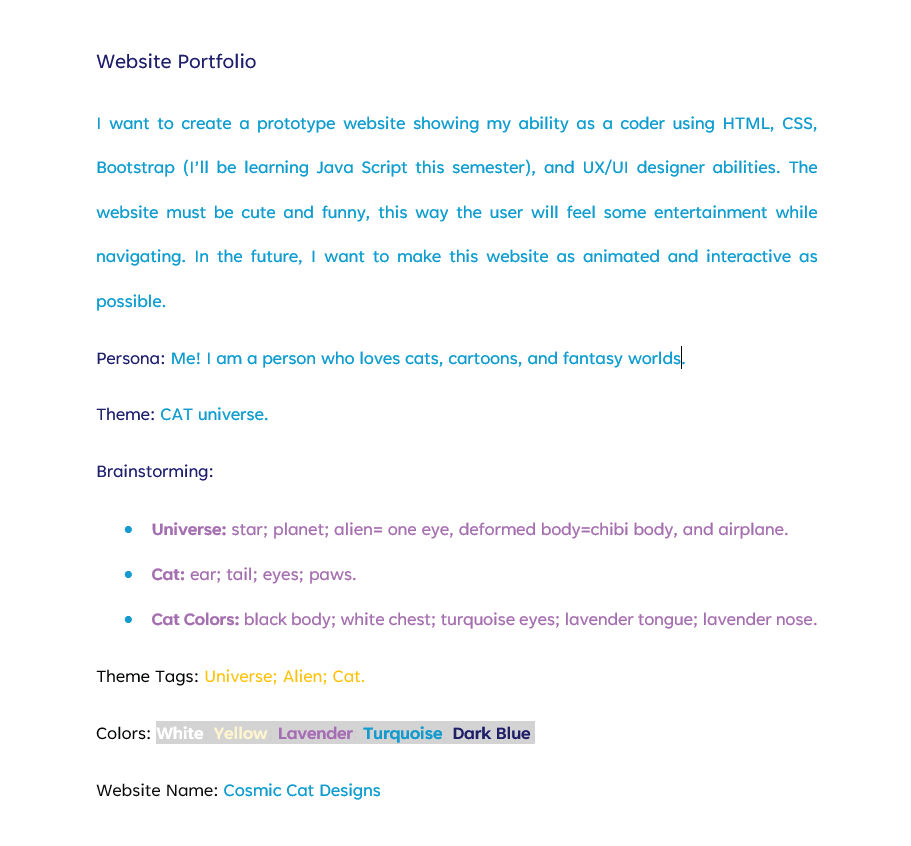 Website Portfolio
I want to create a prototype website showing my ability as a coder using HTML, CSS,
Bootstrap (I'll be learning Java Script this semester), and UX/UI designer abilities. The
website must be cute and funny, this way the user will feel some entertainment while
navigating. In the future, I want to make this website as animated and interactive as
possible.
Persona: Me! I am a person who loves cats, cartoons, and fantasy worlds.
Theme: CAT universe.
Brainstorming:
• Universe: star; planet; alien= one eye, deformed body=chibi body, and airplane.
• Cat: ear; tail; eyes; paws.
• Cat Colors: black body; white chest; turquoise eyes; lavender tongue; lavender nose.
Theme Tags: Universe; Alien; Cat.
Colors: White Yellow Lavender Turquoise Dark Blue
Website Name: Cosmic Cat Designs